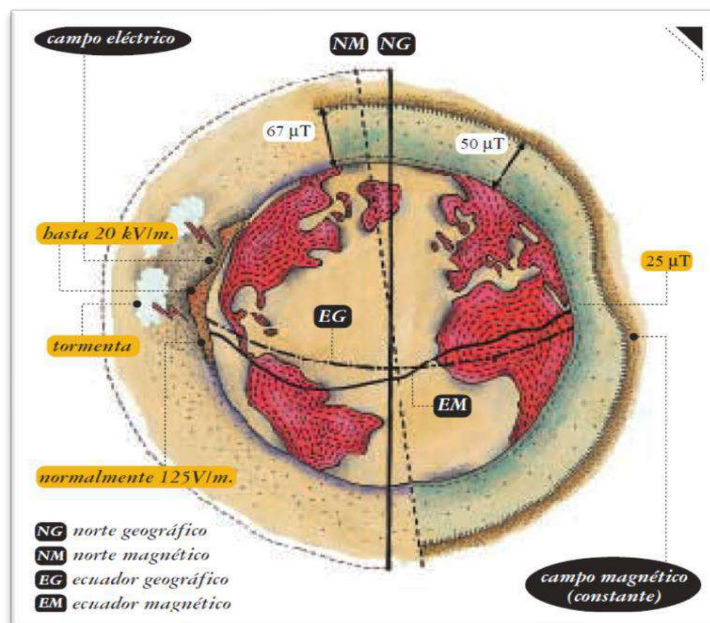 campo eléctrico
NM NG
67 μT
50 μT
hasta 20 kV/m.
25 μT
EG
tormenta
EM
normalmente 125V/m.
NG norte geográfico
NM norte magnético
EG ecuador geográfico
EM ecuador magnético
campo magnético
(constante)